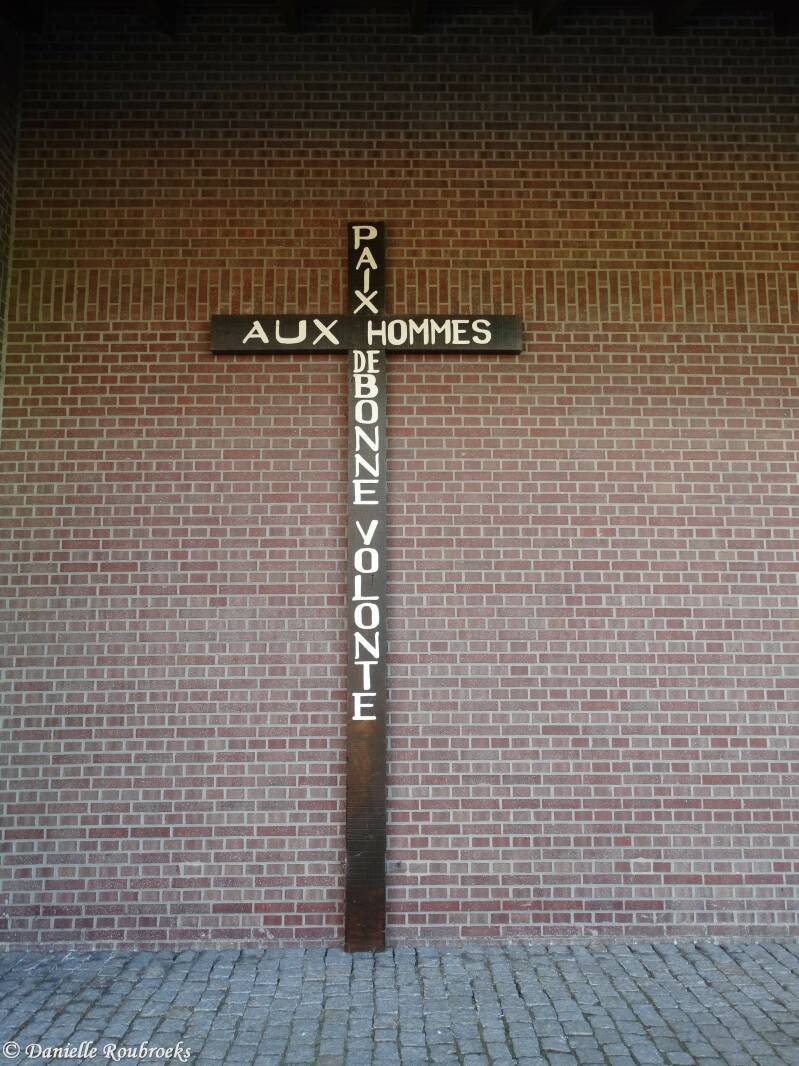 PAIX
AUX HOMMES
DE BONNE VOLONTE
© Danielle Roubroeks